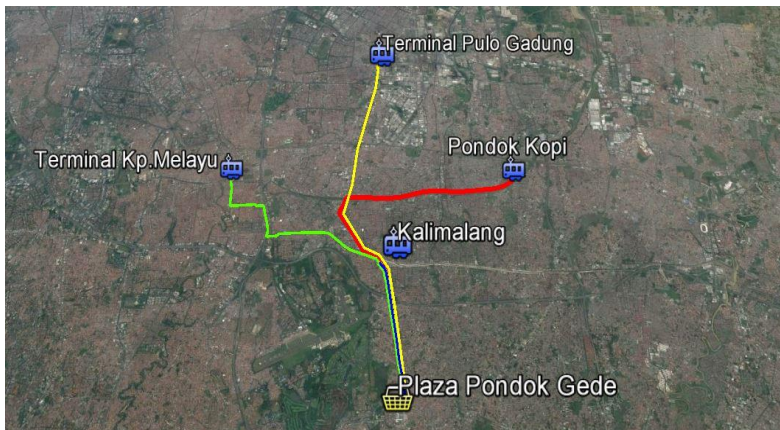 Terminal Pulo Gadung
Pondok Kopi
Terminal Kp.Melayu
Kalimalang
Plaza Pondok Gede